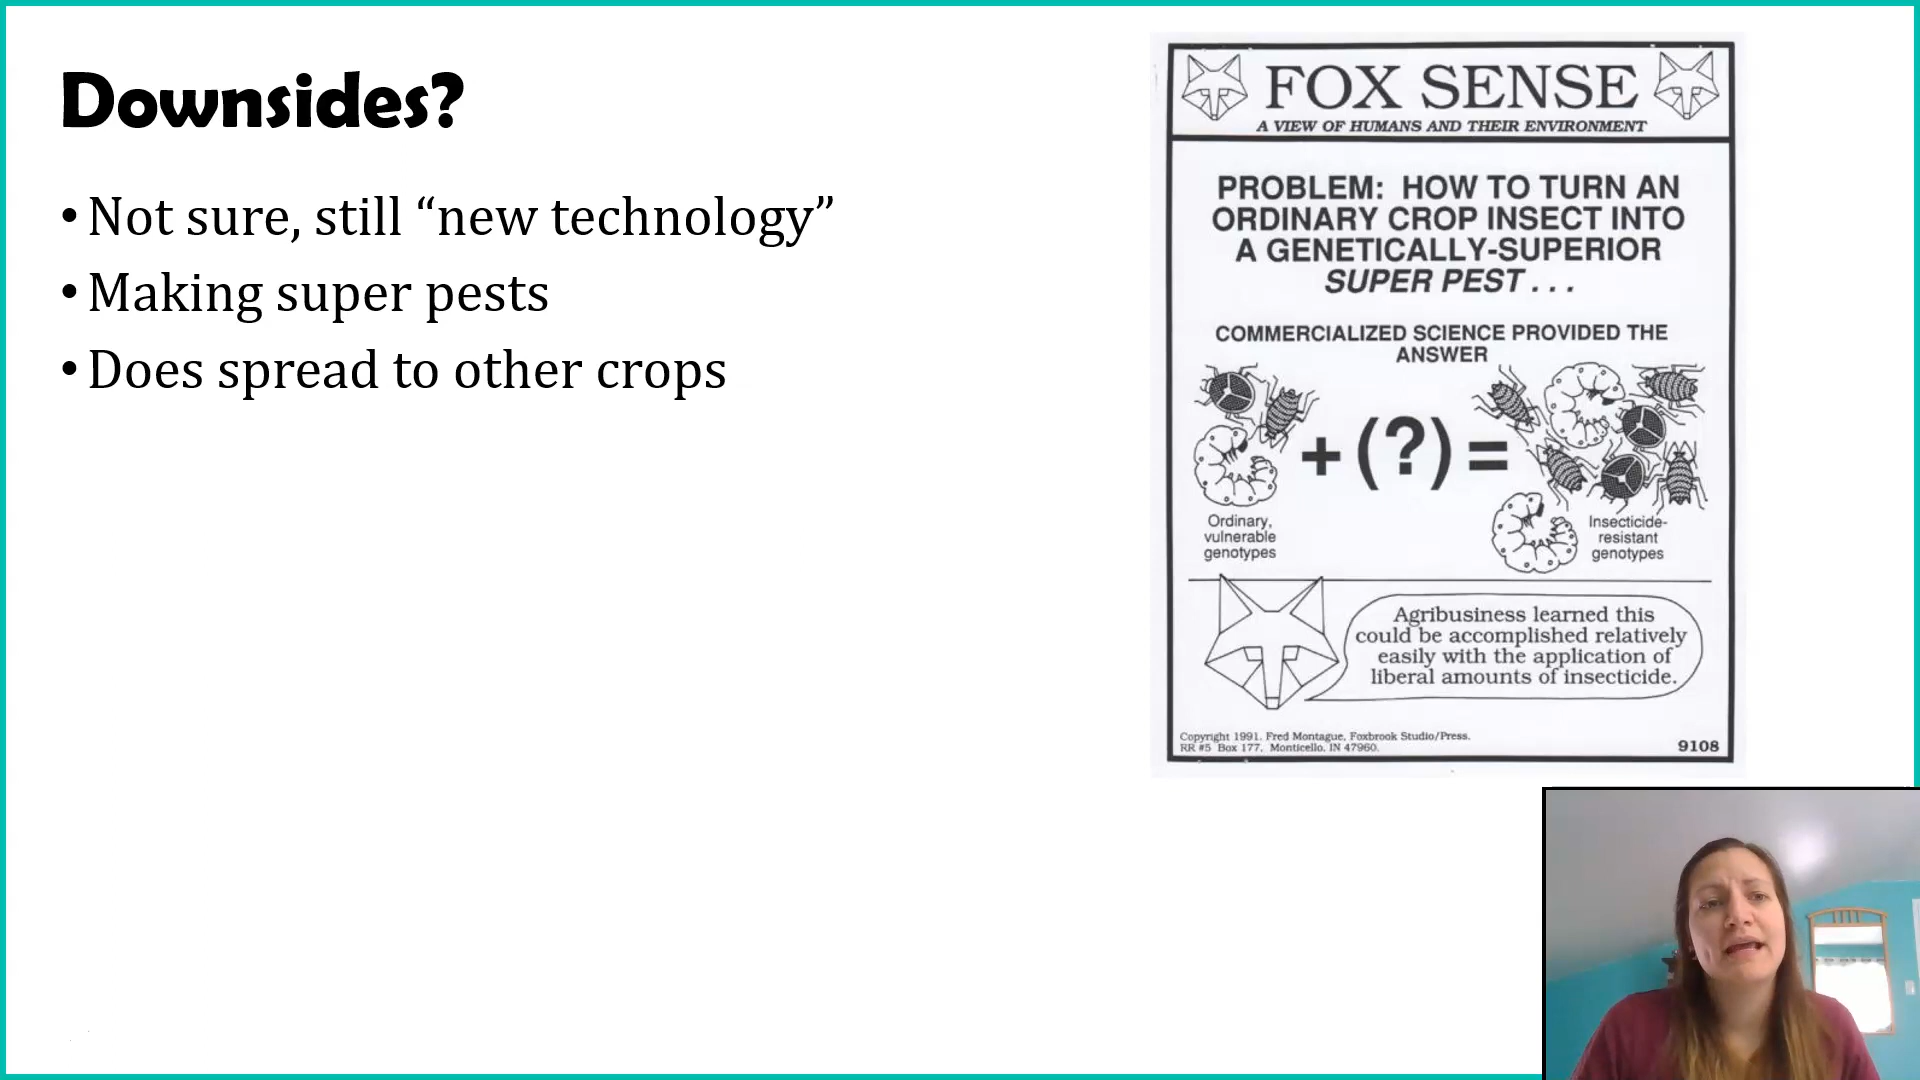 Downsides?
• Not sure, still “new technology”
• Making super pests
• Does spread to other crops
FOX SENSE
A VIEW OF HUMANS AND THEIR ENVIRONMENT
PROBLEM: HOW TO TURN AN
ORDINARY CROP INSECT INTO
A GENETICALLY-SUPERIOR
SUPER PEST . . .
COMMERCIALIZED SCIENCE PROVIDED THE
ANSWER
+ (?) =
Ordinary,
vulnerable
genotypes
Insecticide-
resistant
genotypes
Agribusiness learned this
could be accomplished relatively
easily with the application of
liberal amounts of insecticide.
Copyright 1991. Fred Montague, Foxbrook Studio/Press.
RR #5 Box 177, Monticello, IN 47960.
9108